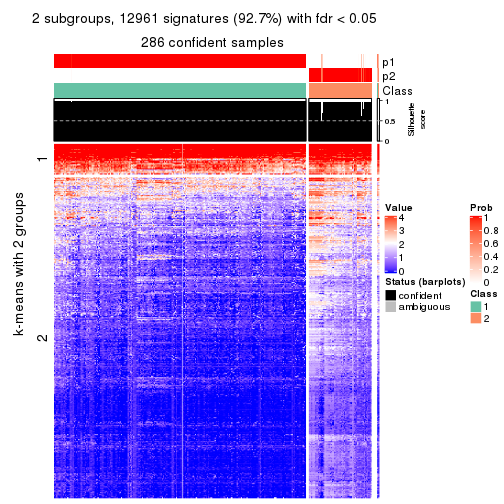 2 subgroups, 12961 signatures (92.7%) with fdr < 0.05
286 confident samples
p1
p2
Class
1
0.5
0
Silhouette
score
k-means with 2 groups
1
2
Value
4
3
2
1
0
Prob
1
0.8
0.6
0.4
0.2
0
Status (barplots)
confident
ambiguous
Class
1
2